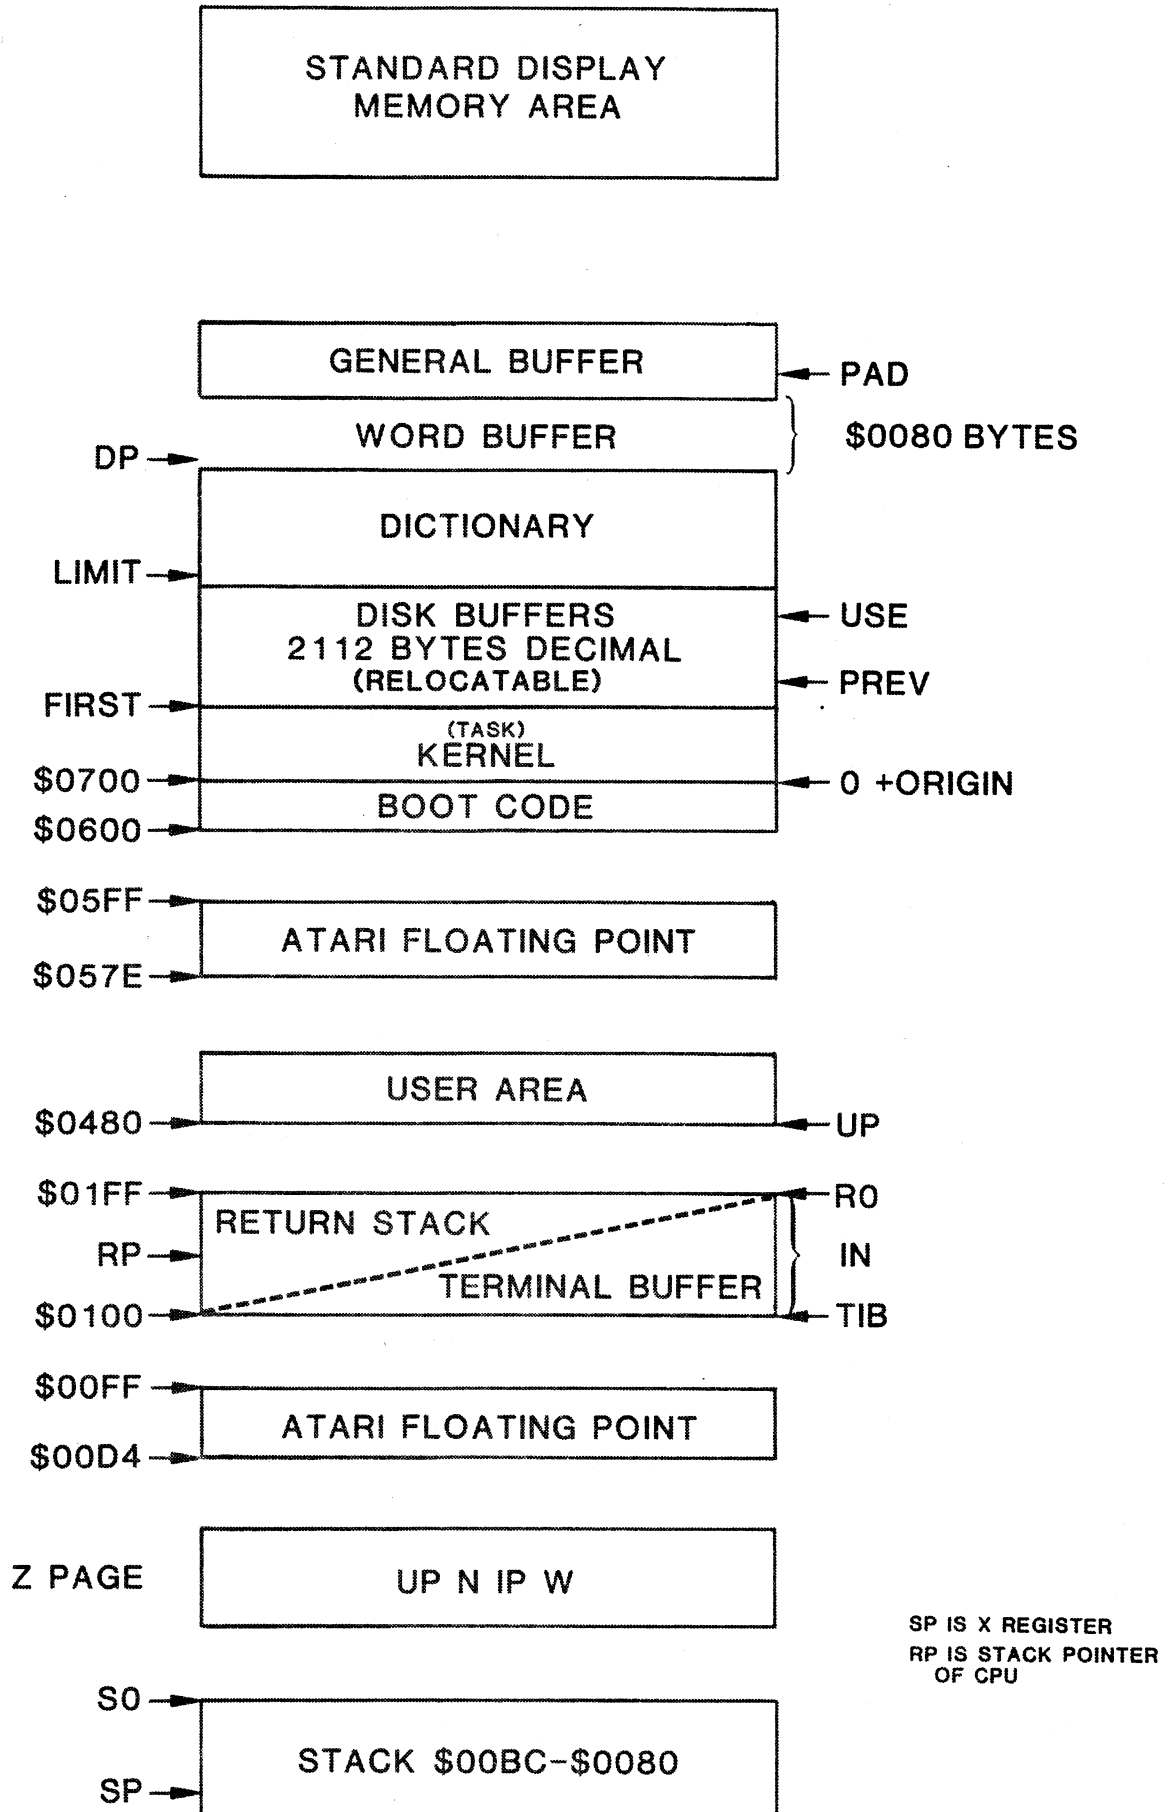 STANDARD DISPLAY
MEMORY AREA
GENERAL BUFFER
PAD
WORD BUFFER
$0080 BYTES
DP
DICTIONARY
LIMIT
DISK BUFFERS
USE
2112 BYTES DECIMAL
(RELOCATABLE)
PREV
FIRST
(TASK)
KERNEL
$0700
0 +ORIGIN
BOOT CODE
$0600
$05FF
ATARI FLOATING POINT
$057E
USER AREA
$0480
UP
$01FF
R0
RETURN STACK
RP
IN
TERMINAL BUFFER
$0100
TIB
$00FF
ATARI FLOATING POINT
$00D4
Z PAGE
UP N IP W
SP IS X REGISTER
RP IS STACK POINTER
OF CPU
S0
STACK $00BC-$0080
SP